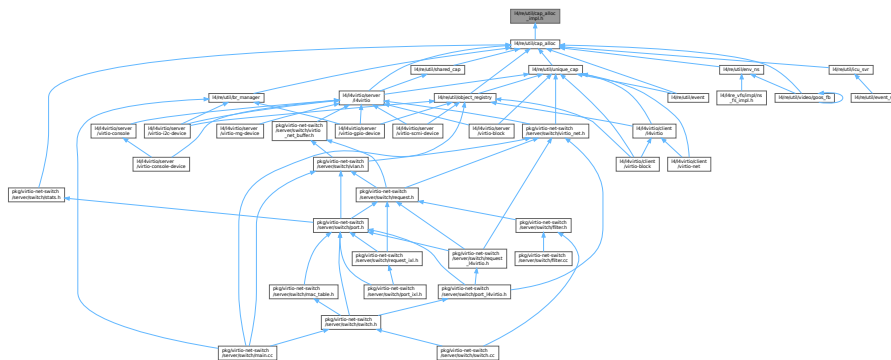 l4/re/util/cap_alloc
_impl.h
l4/re/util/cap_alloc
l4/re/util/shared_cap
l4/re/util/unique_cap
l4/re/util/env_ns
l4/re/util/icu_svr
l4/re/util/br_manager
l4/l4virtio/server
/l4virtio
l4/re/util/object_registry
l4/re/util/event
l4/l4re_vfs/impl/ns
_fs_impl.h
l4/re/util/video/goos_fb
l4/re/util/event_svr
l4/l4virtio/server
/virtio-console
l4/l4virtio/server
/virtio-i2c-device
l4/l4virtio/server
/virtio-rng-device
pkg/virtio-net-switch
/server/switch/virtio
_net_buffer.h
l4/l4virtio/server
/virtio-gpio-device
l4/l4virtio/server
/virtio-scmi-device
l4/l4virtio/server
/virtio-block
pkg/virtio-net-switch
/server/switch/virtio_net.h
l4/l4virtio/client
/l4virtio
l4/l4virtio/server
/virtio-console-device
pkg/virtio-net-switch
/server/switch/vlan.h
l4/l4virtio/client
/virtio-block
l4/l4virtio/client
/virtio-net
pkg/virtio-net-switch
/server/switch/stats.h
pkg/virtio-net-switch
/server/switch/request.h
pkg/virtio-net-switch
/server/switch/port.h
pkg/virtio-net-switch
/server/switch/filter.h
pkg/virtio-net-switch
/server/switch/request_ixl.h
pkg/virtio-net-switch
/server/switch/request
_l4virtio.h
pkg/virtio-net-switch
/server/switch/filter.cc
pkg/virtio-net-switch
/server/switch/mac_table.h
pkg/virtio-net-switch
/server/switch/port_ixl.h
pkg/virtio-net-switch
/server/switch/port_l4virtio.h
pkg/virtio-net-switch
/server/switch/switch.h
pkg/virtio-net-switch
/server/switch/main.cc
pkg/virtio-net-switch
/server/switch/switch.cc